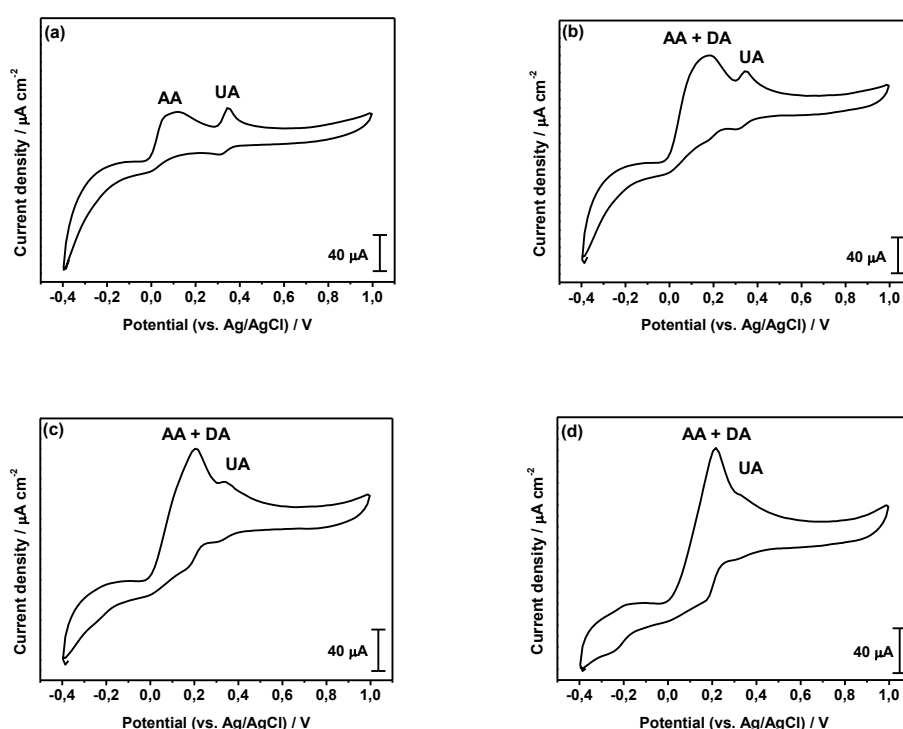 (a)
AA
UA
Current density / µA cm⁻²
40 µA
-0,4 -0,2 0,0 0,2 0,4 0,6 0,8 1,0
Potential (vs. Ag/AgCl) / V
(b)
AA + DA
UA
Current density / µA cm⁻²
40 µA
-0,4 -0,2 0,0 0,2 0,4 0,6 0,8 1,0
Potential (vs. Ag/AgCl) / V
(c)
AA + DA
UA
Current density / µA cm⁻²
40 µA
-0,4 -0,2 0,0 0,2 0,4 0,6 0,8 1,0
Potential (vs. Ag/AgCl) / V
(d)
AA + DA
UA
Current density / µA cm⁻²
40 µA
-0,4 -0,2 0,0 0,2 0,4 0,6 0,8 1,0
Potential (vs. Ag/AgCl) / V